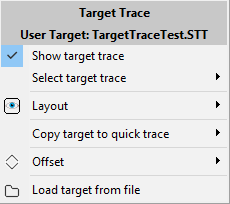 Target Trace
User Target: TargetTraceTest.STT
Show target trace
Select target trace
Layout
Copy target to quick trace
Offset
Load target from file